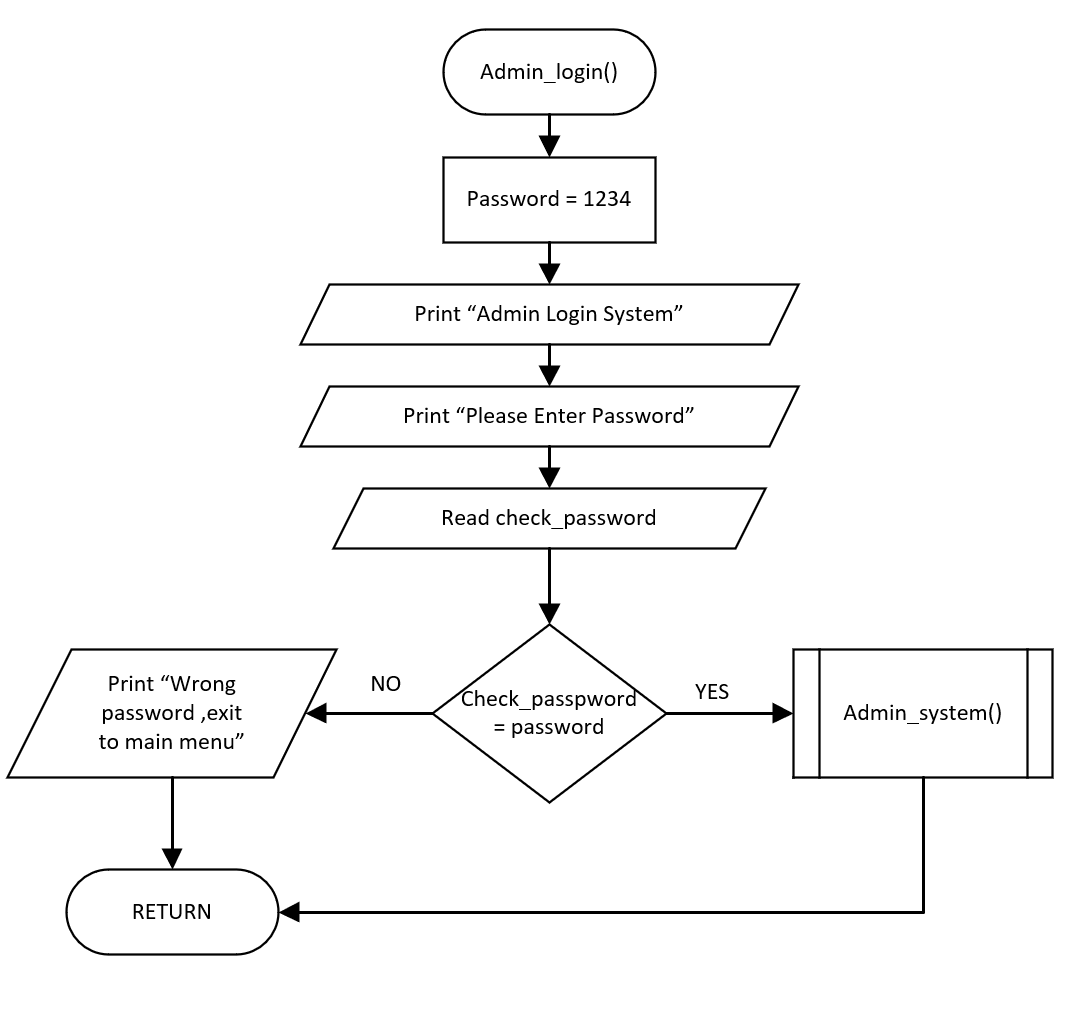 Admin_login()
Password = 1234
Print “Admin Login System”
Print “Please Enter Password”
Read check_password
Print “Wrong
password ,exit
to main menu”
NO
Check_passpword
= password
YES
Admin_system()
RETURN